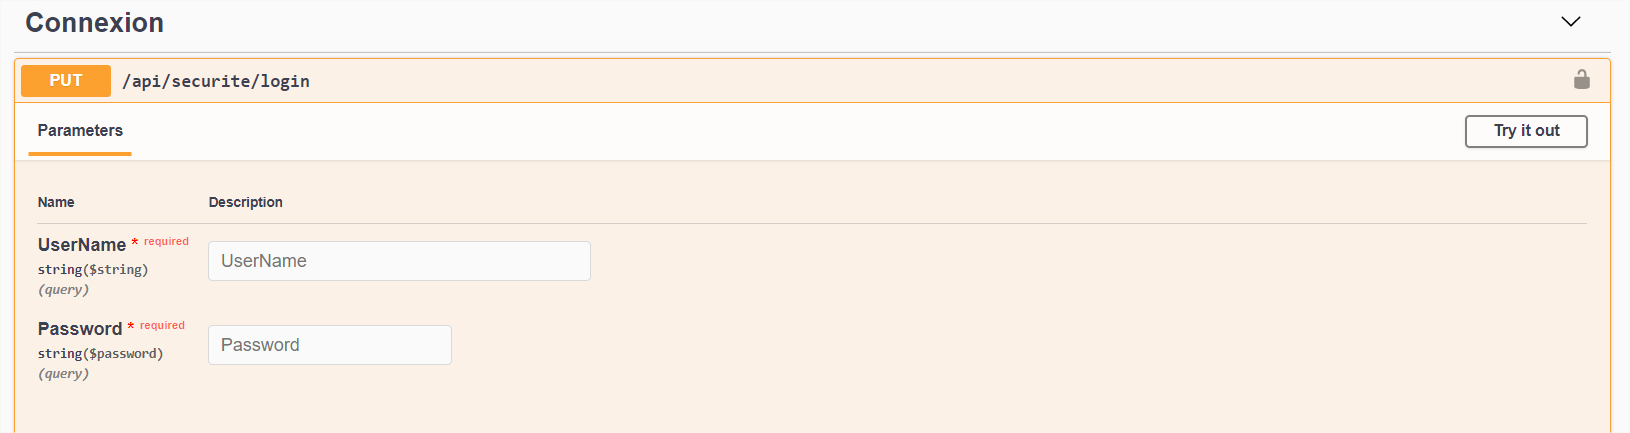 Connexion
PUT /api/securite/login
Parameters
Try it out
Name Description
UserName * required
string($string)
(query)
UserName
Password * required
string($password)
(query)
Password